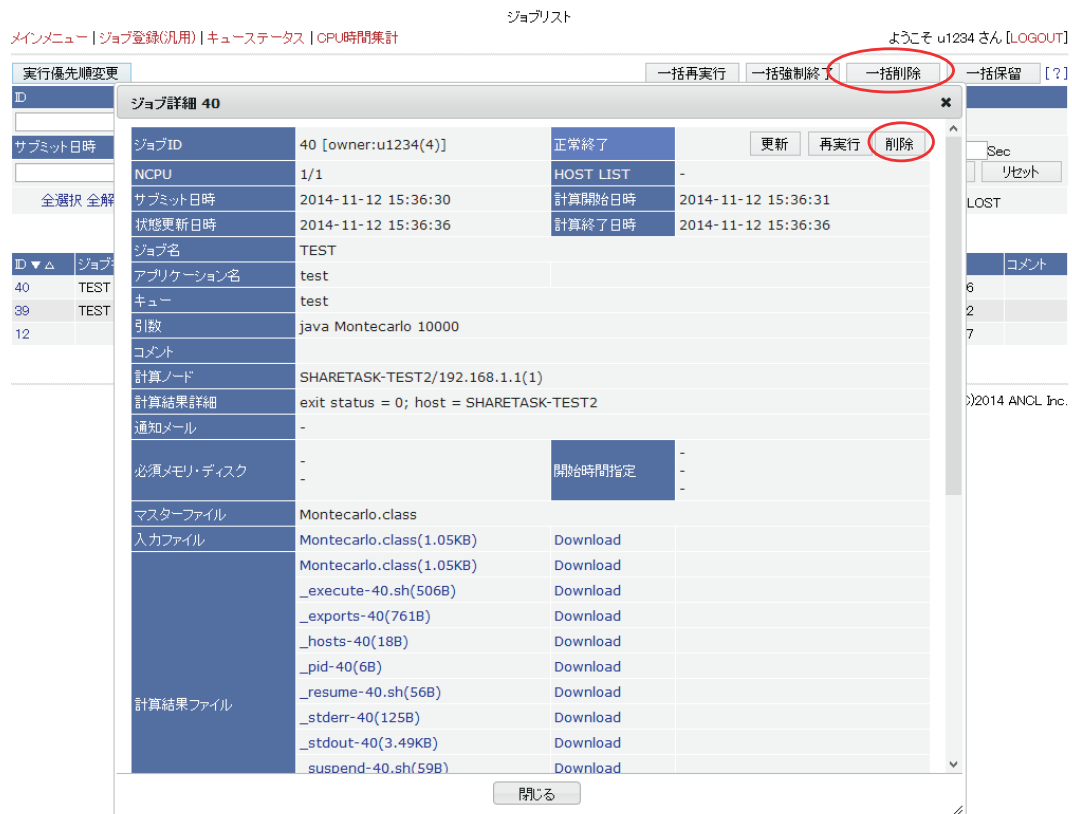 ジョブリスト
メインメニュー | ジョブ登録(汎用) | キューステータス | CPU時間集計 ようこそ u1234 さん [LOGOUT]
実行優先順変更 一括再実行 一括強制終了 一括削除 一括保留 [?]
ID
サブミット日時 Sec
リセット
全選択 全解 LOST
ID▼△ ジョブ コメント
40 TEST 6
39 TEST 2
12 7
)2014 ANCL Inc.
ジョブ詳細 40 ×
ジョブID 40 [owner:u1234(4)] 正常終了 更新 再実行 削除
NCPU 1/1 HOST LIST -
サブミット日時 2014-11-12 15:36:30 計算開始日時 2014-11-12 15:36:31
状態更新日時 2014-11-12 15:36:36 計算終了日時 2014-11-12 15:36:36
ジョブ名 TEST
アプリケーション名 test
キュー test
引数 java Montecarlo 10000
コメント
計算ノード SHARETASK-TEST2/192.168.1.1(1)
計算結果詳細 exit status = 0; host = SHARETASK-TEST2
通知メール -
必須メモリ・ディスク - - 開始時間指定 - - -
マスターファイル Montecarlo.class
入力ファイル Montecarlo.class(1.05KB) Download
計算結果ファイル Montecarlo.class(1.05KB) Download
_execute-40.sh(506B) Download
_exports-40(761B) Download
_hosts-40(18B) Download
_pid-40(6B) Download
_resume-40.sh(56B) Download
_stderr-40(125B) Download
_stdout-40(3.49KB) Download
_suspend-40.sh(59B) Download
閉じる